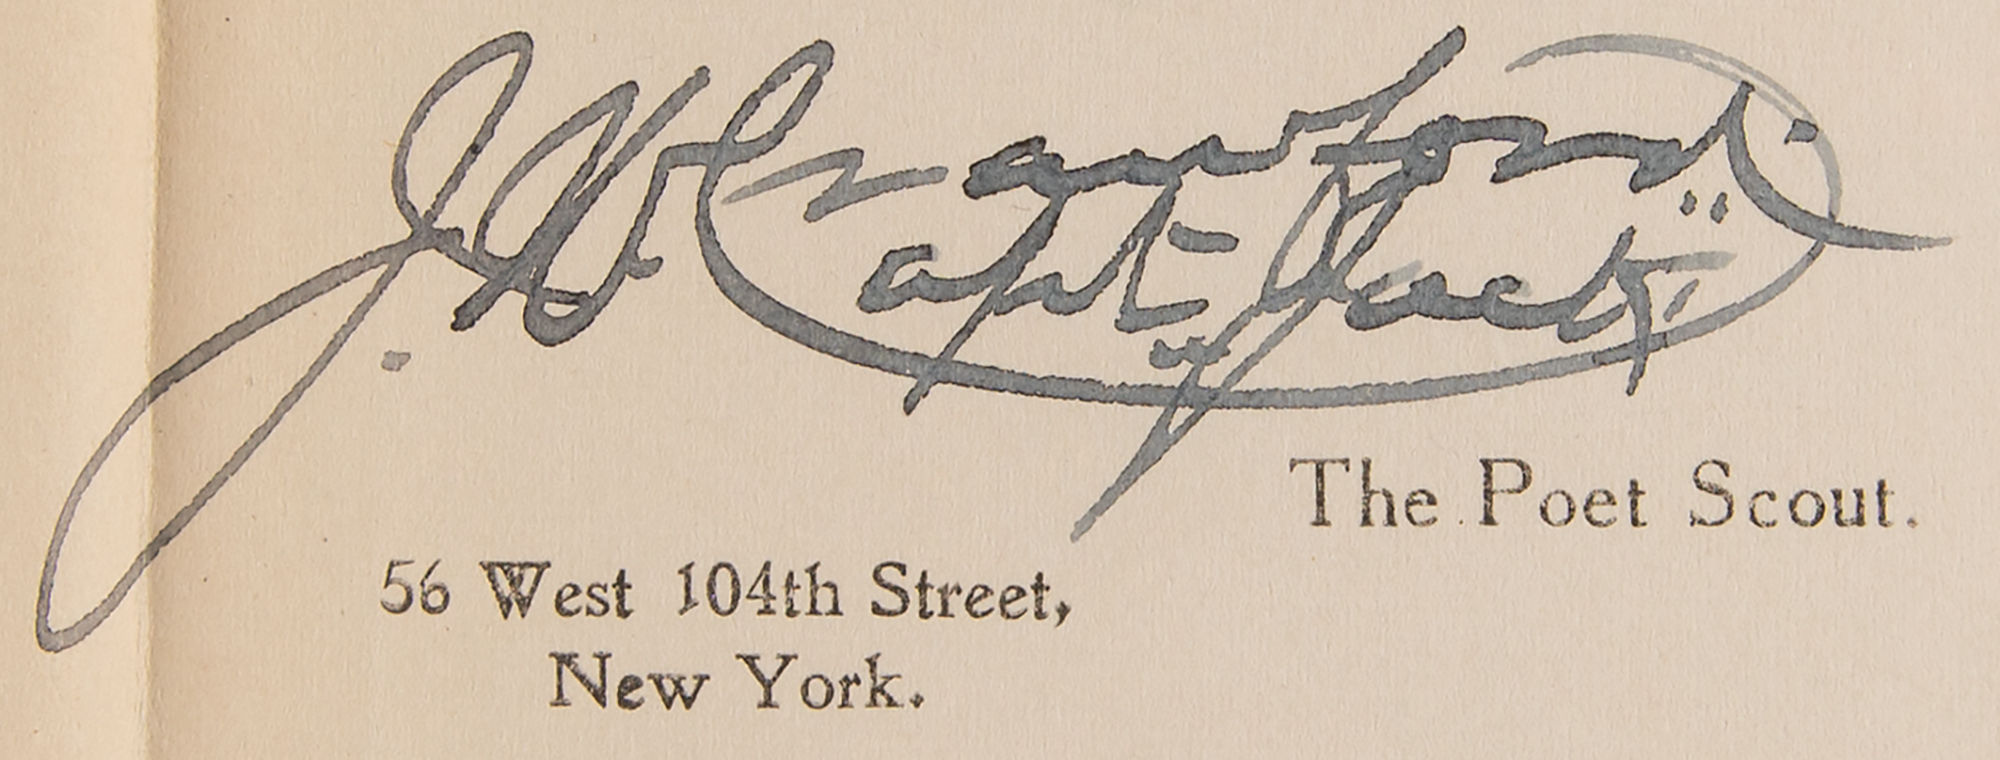 J. W. Crawford.
"Capt. Jack"
The Poet Scout.
56 West 104th Street,
New York.